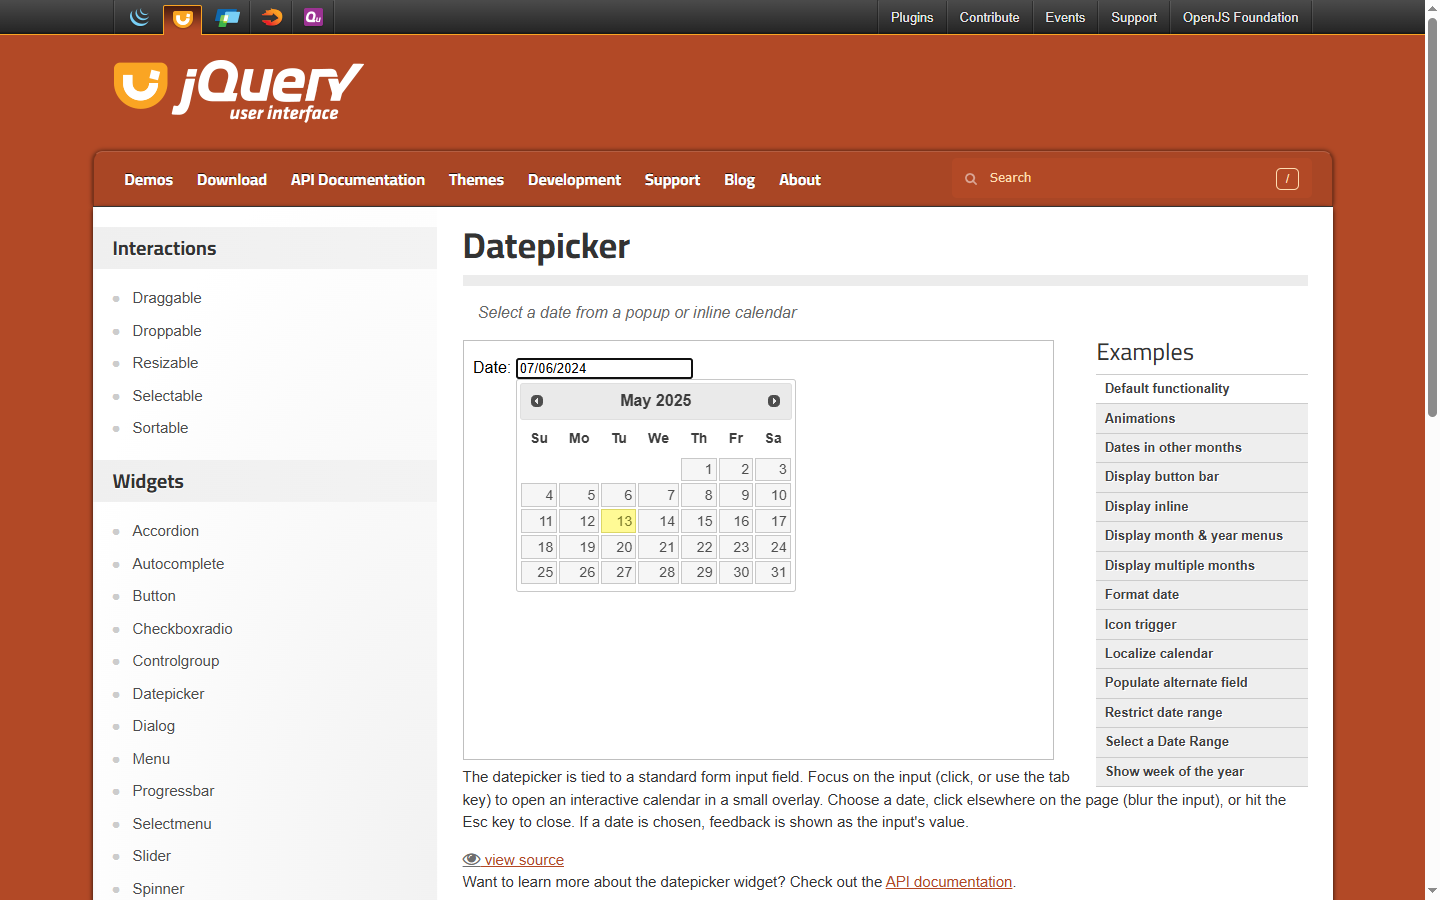 Plugins
Contribute
Events
Support
OpenJS Foundation
Qu
jQuery
user interface
Demos
Download
API Documentation
Themes
Development
Support
Blog
About
Search
/
Interactions
Draggable
Droppable
Resizable
Selectable
Sortable
Widgets
Accordion
Autocomplete
Button
Checkboxradio
Controlgroup
Datepicker
Dialog
Menu
Progressbar
Selectmenu
Slider
Spinner
Datepicker
Select a date from a popup or inline calendar
Date: 07/06/2024
May 2025
Su Mo Tu We Th Fr Sa
1 2 3
4 5 6 7 8 9 10
11 12 13 14 15 16 17
18 19 20 21 22 23 24
25 26 27 28 29 30 31
Examples
Default functionality
Animations
Dates in other months
Display button bar
Display inline
Display month & year menus
Display multiple months
Format date
Icon trigger
Localize calendar
Populate alternate field
Restrict date range
Select a Date Range
Show week of the year
The datepicker is tied to a standard form input field. Focus on the input (click, or use the tab
key) to open an interactive calendar in a small overlay. Choose a date, click elsewhere on the page (blur the input), or hit the
Esc key to close. If a date is chosen, feedback is shown as the input's value.
view source
Want to learn more about the datepicker widget? Check out the API documentation.